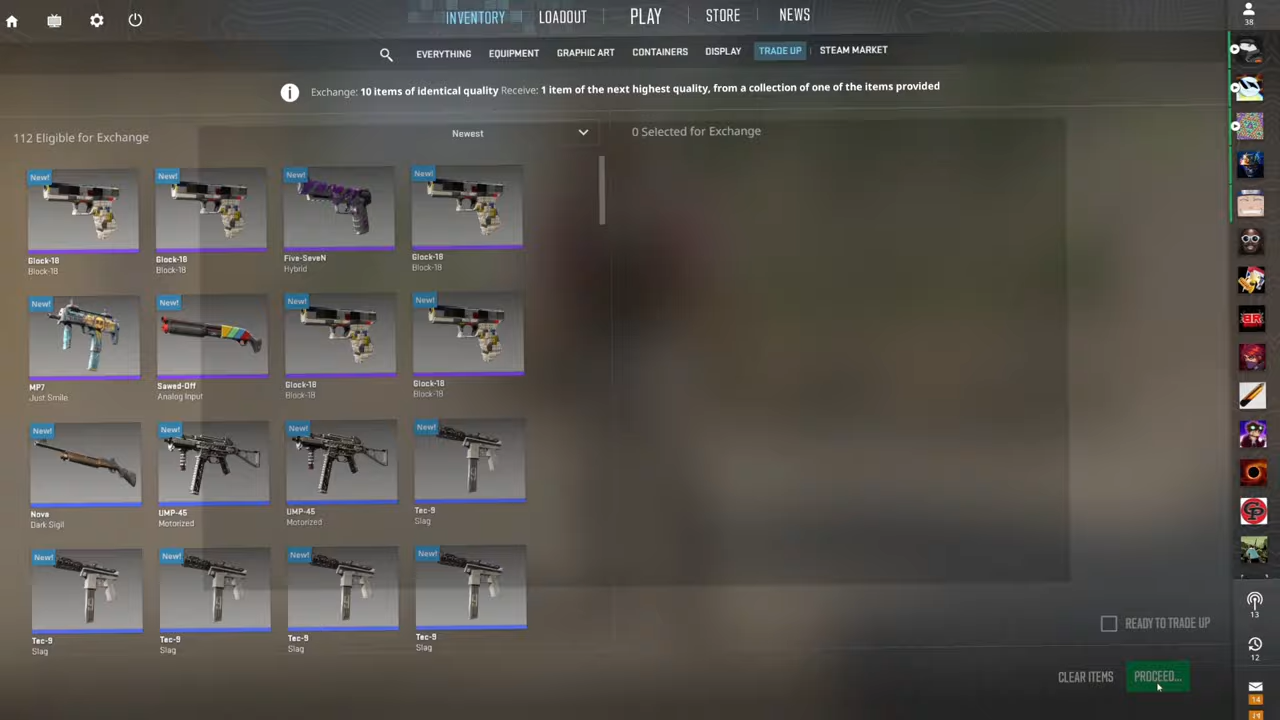 INVENTORY
LOADOUT
PLAY
STORE
NEWS
38
EVERYTHING
EQUIPMENT
GRAPHIC ART
CONTAINERS
DISPLAY
TRADE UP
STEAM MARKET
Exchange: 10 items of identical quality Receive: 1 item of the next highest quality, from a collection of one of the items provided
112 Eligible for Exchange
Newest
0 Selected for Exchange
New!
New!
New!
New!
Glock-18
Block-18
Glock-18
Block-18
Five-SeveN
Hybrid
Glock-18
Block-18
New!
New!
New!
New!
MP7
Just Smile
Sawed-Off
Analog Input
Glock-18
Block-18
Glock-18
Block-18
New!
New!
New!
New!
Nova
Dark Sigil
UMP-45
Motorized
UMP-45
Motorized
Tec-9
Slag
New!
New!
New!
New!
Tec-9
Slag
Tec-9
Slag
Tec-9
Slag
Tec-9
Slag
READY TO TRADE UP
CLEAR ITEMS
PROCEED...
BR
13
12
14